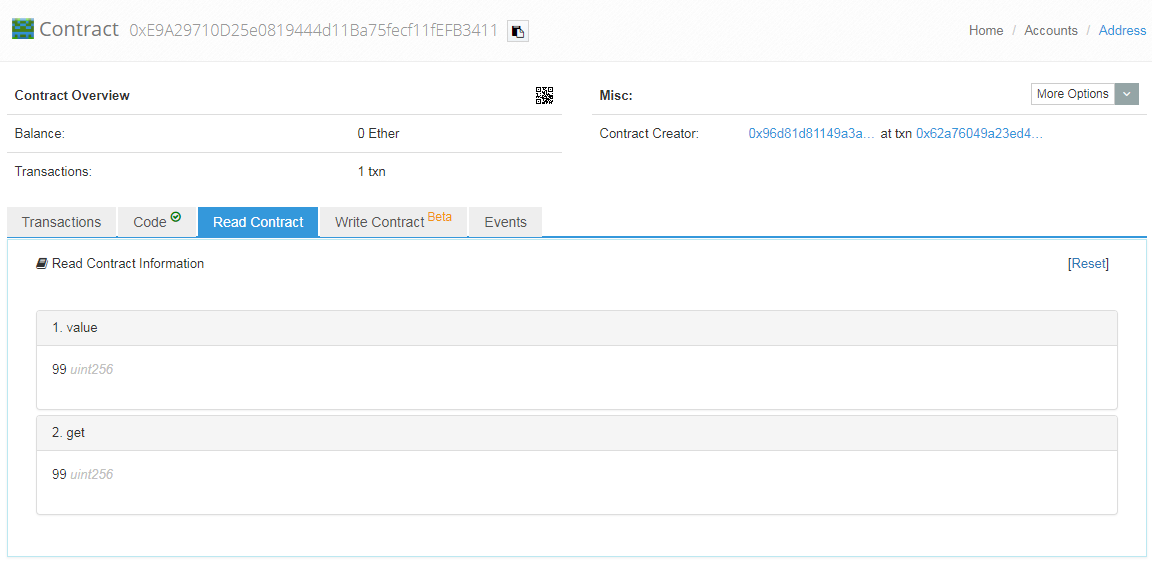 Contract 0xE9A29710D25e0819444d11Ba75fecf11fEFB3411
Home / Accounts / Address
Contract Overview
Misc:
More Options
Balance: 0 Ether
Contract Creator: 0x96d81d81149a3a... at txn 0x62a76049a23ed4...
Transactions: 1 txn
Transactions Code Read Contract Write Contract Beta Events
Read Contract Information
[Reset]
1. value
99 uint256
2. get
99 uint256